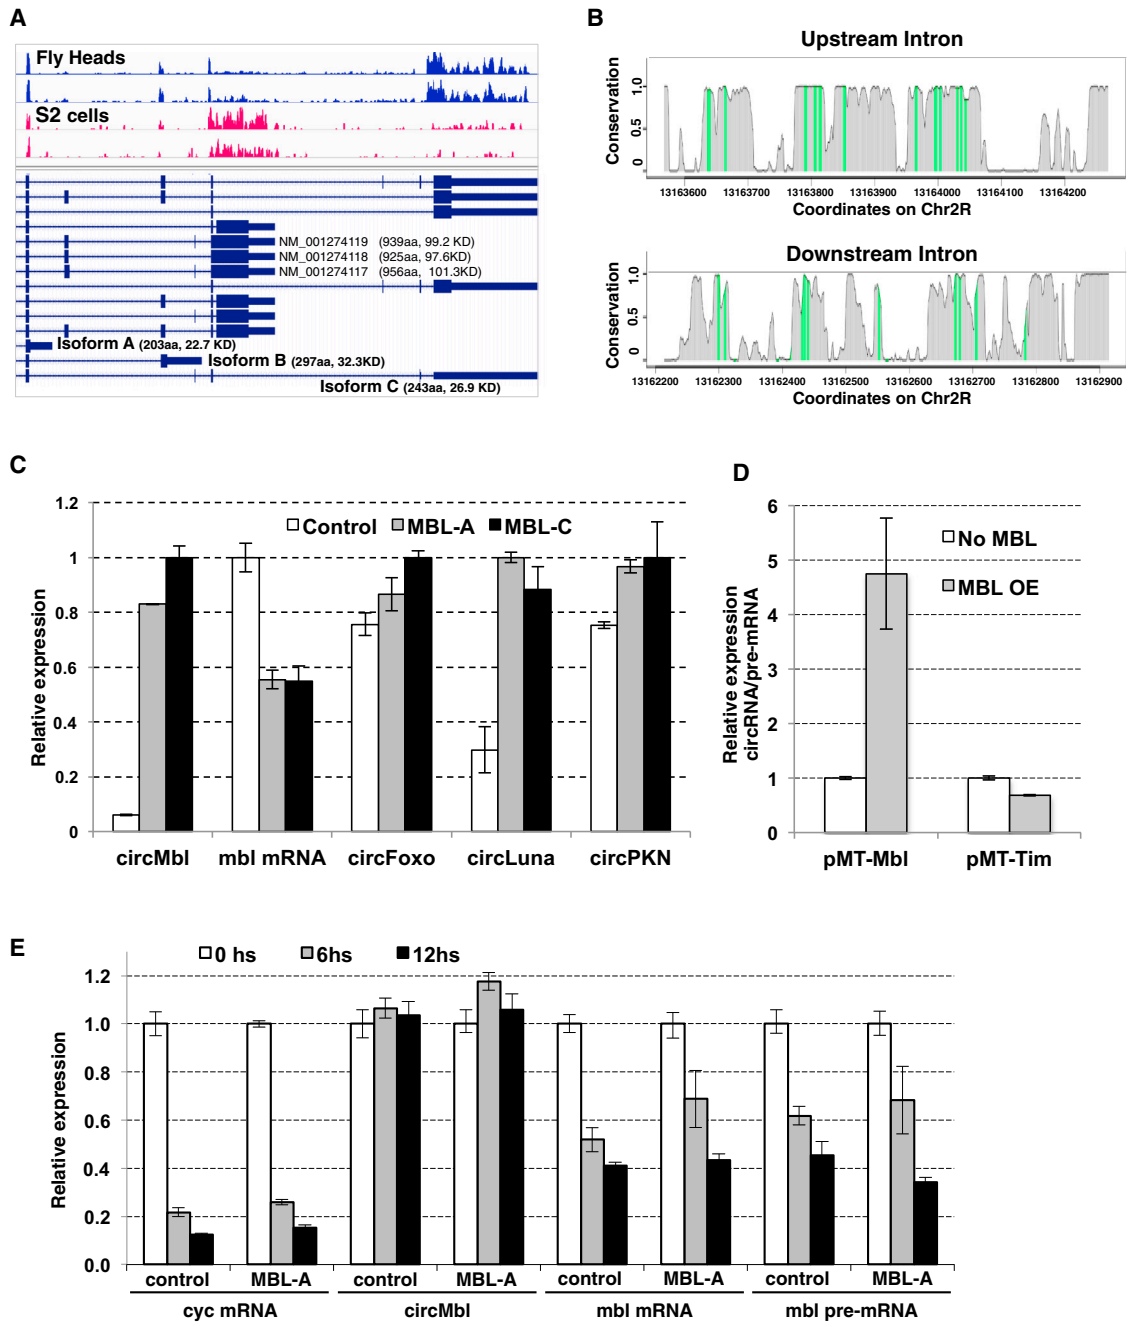 A
Fly Heads
S2 cells
NM_001274119 (939aa, 99.2 KD)
NM_001274118 (925aa, 97.6KD)
NM_001274117 (956aa, 101.3KD)
Isoform A (203aa, 22.7 KD)
Isoform B (297aa, 32.3KD)
Isoform C (243aa, 26.9 KD)
B
Upstream Intron
Conservation
1.0
0.5
0
13163600 13163700 13163800 13163900 13164000 13164100 13164200
Coordinates on Chr2R
Downstream Intron
Conservation
1.0
0.5
0
13162200 13162300 13162400 13162500 13162600 13162700 13162800 13162900
Coordinates on Chr2R
C
Relative expression
1.2
1
0.8
0.6
0.4
0.2
0
Control MBL-A MBL-C
circMbl mbl mRNA circFoxo circLuna circPKN
D
Relative expression
circRNA/pre-mRNA
6
5
4
3
2
1
0
No MBL
MBL OE
pMT-Mbl pMT-Tim
E
0 hs 6hs 12hs
Relative expression
1.2
1.0
0.8
0.6
0.4
0.2
0.0
control MBL-A control MBL-A control MBL-A control MBL-A
cyc mRNA circMbl mbl mRNA mbl pre-mRNA